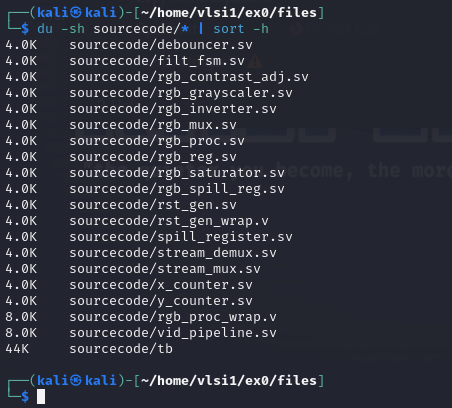 ┌──(kali㉿kali)-[~/home/vlsi1/ex0/files]
└─$ du -sh sourcecode/* | sort -h
4.0K    sourcecode/debouncer.sv
4.0K    sourcecode/filt_fsm.sv
4.0K    sourcecode/rgb_contrast_adj.sv
4.0K    sourcecode/rgb_grayscaler.sv
4.0K    sourcecode/rgb_inverter.sv
4.0K    sourcecode/rgb_mux.sv
4.0K    sourcecode/rgb_proc.sv
4.0K    sourcecode/rgb_reg.sv
4.0K    sourcecode/rgb_saturator.sv
4.0K    sourcecode/rgb_spill_reg.sv
4.0K    sourcecode/rst_gen.sv
4.0K    sourcecode/rst_gen_wrap.v
4.0K    sourcecode/spill_register.sv
4.0K    sourcecode/stream_demux.sv
4.0K    sourcecode/stream_mux.sv
4.0K    sourcecode/x_counter.sv
4.0K    sourcecode/y_counter.sv
8.0K    sourcecode/rgb_proc_wrap.v
8.0K    sourcecode/vid_pipeline.sv
44K     sourcecode/tb
┌──(kali㉿kali)-[~/home/vlsi1/ex0/files]
└─$